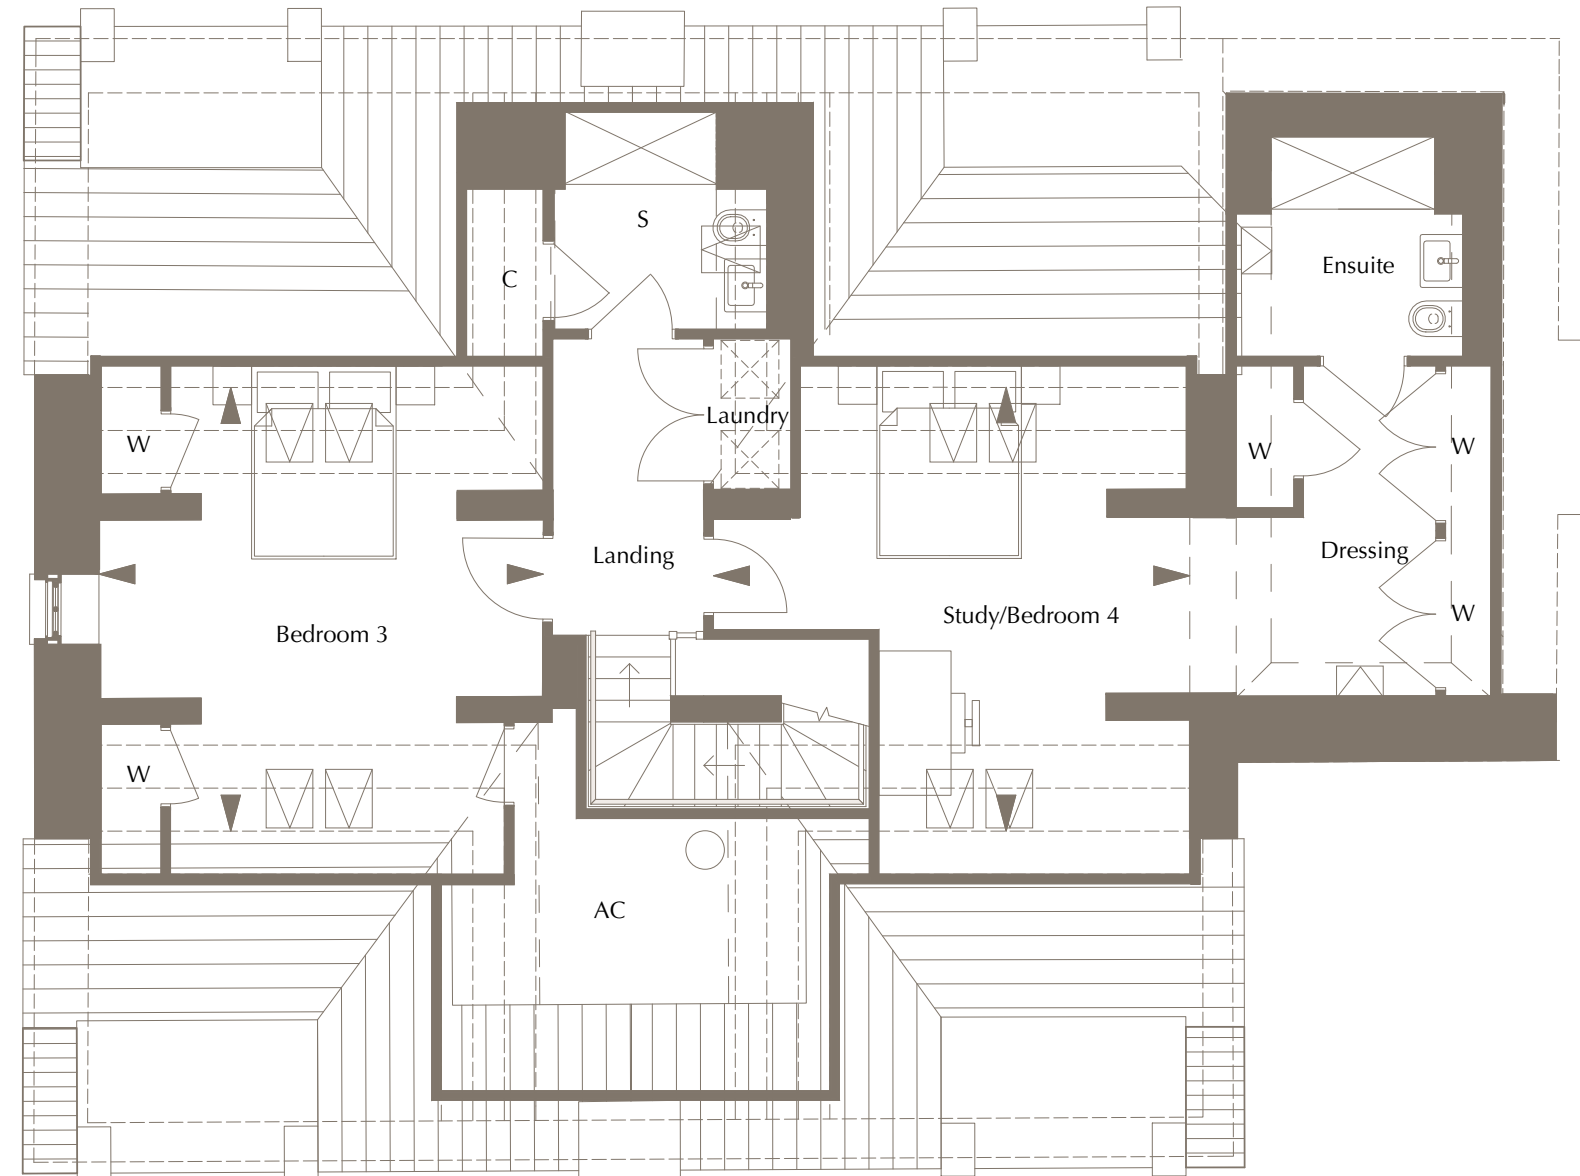 S
C
Ensuite
Laundry
W
W
W
Landing
Dressing
Bedroom 3
Study/Bedroom 4
W
W
AC